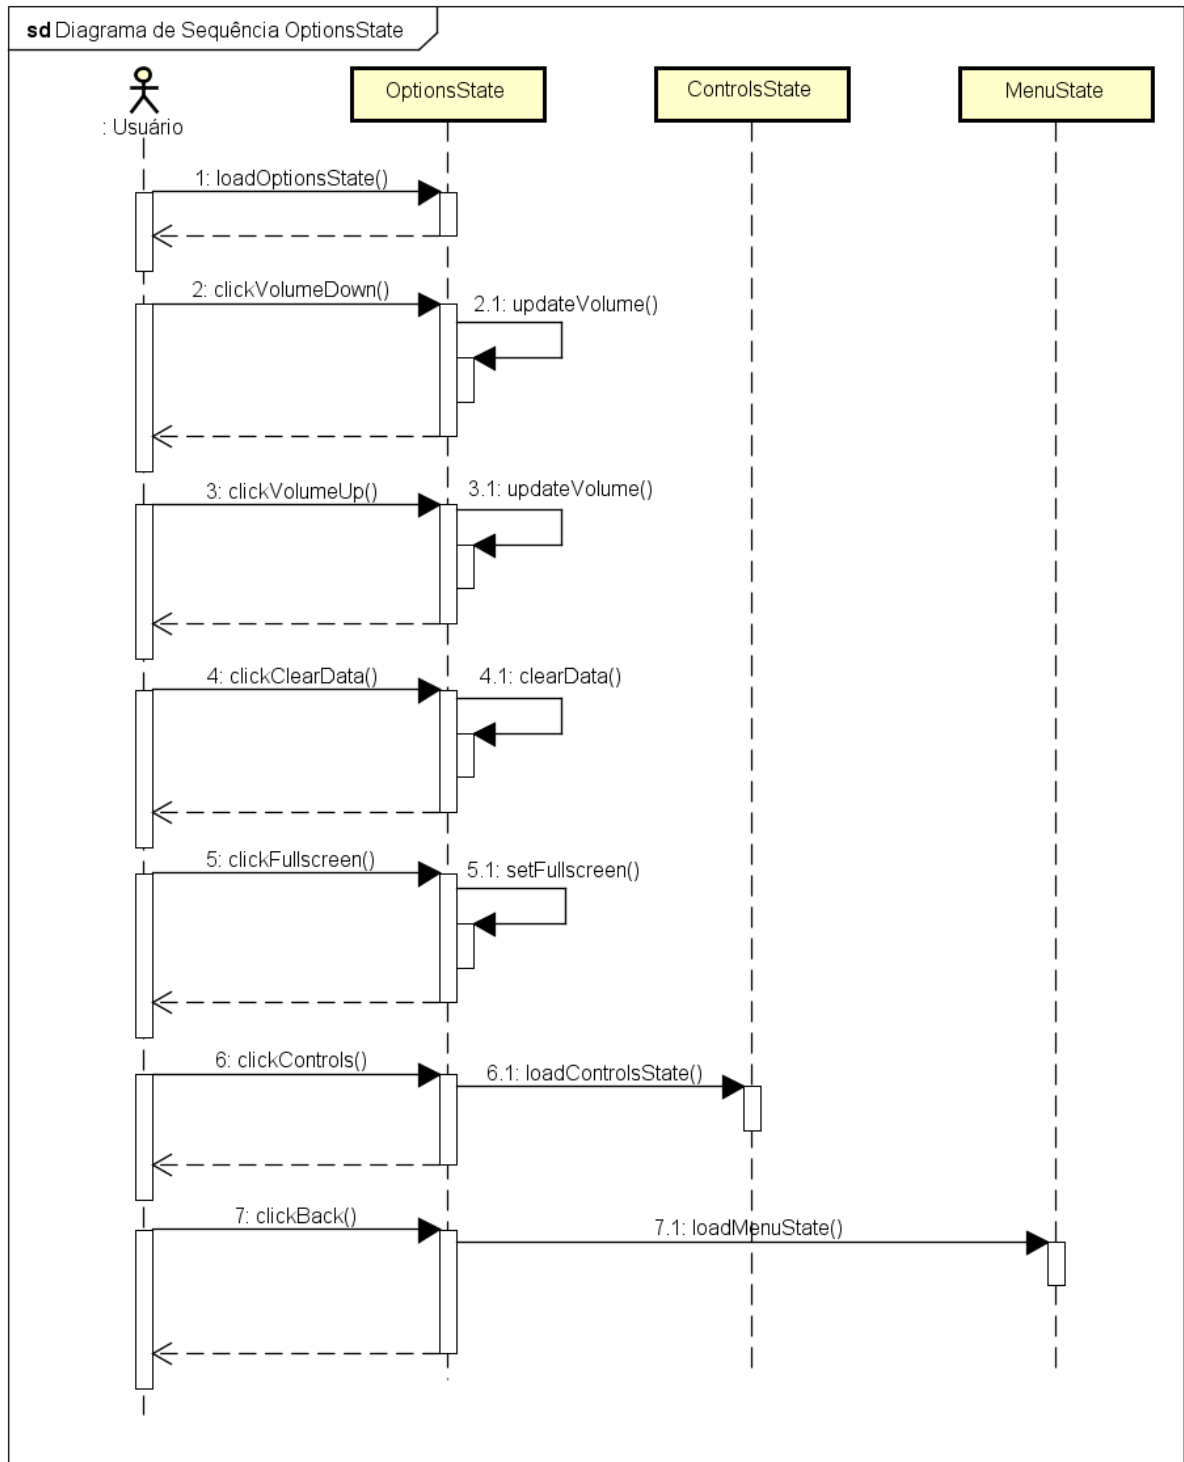 sd Diagrama de Sequência OptionsState
: Usuário
OptionsState
ControlsState
MenuState
1: loadOptionsState()
2: clickVolumeDown()
2.1: updateVolume()
3: clickVolumeUp()
3.1: updateVolume()
4: clickClearData()
4.1: clearData()
5: clickFullscreen()
5.1: setFullscreen()
6: clickControls()
6.1: loadControlsState()
7: clickBack()
7.1: loadMenuState()